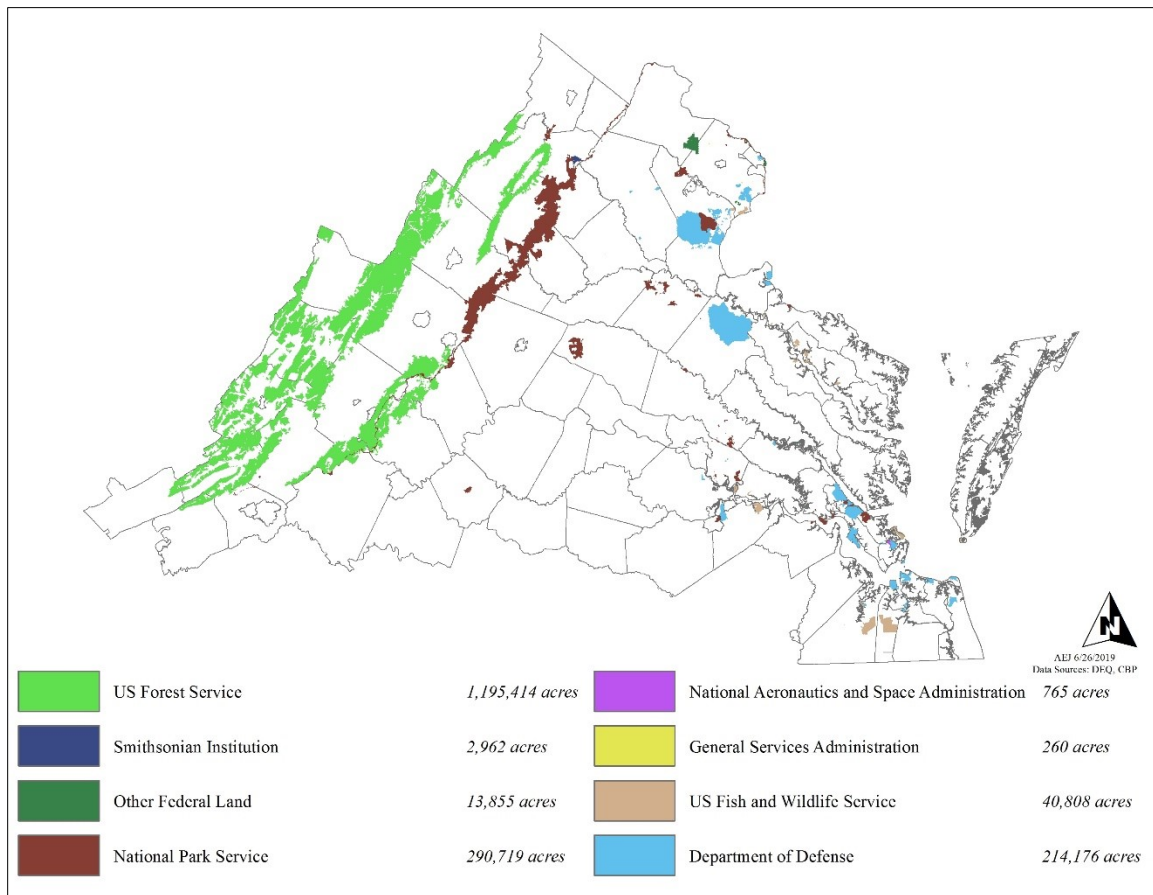 N
AEJ 6/26/2019
Data Sources: DEQ, CBP
US Forest Service 1,195,414 acres
Smithsonian Institution 2,962 acres
Other Federal Land 13,855 acres
National Park Service 290,719 acres
National Aeronautics and Space Administration 765 acres
General Services Administration 260 acres
US Fish and Wildlife Service 40,808 acres
Department of Defense 214,176 acres